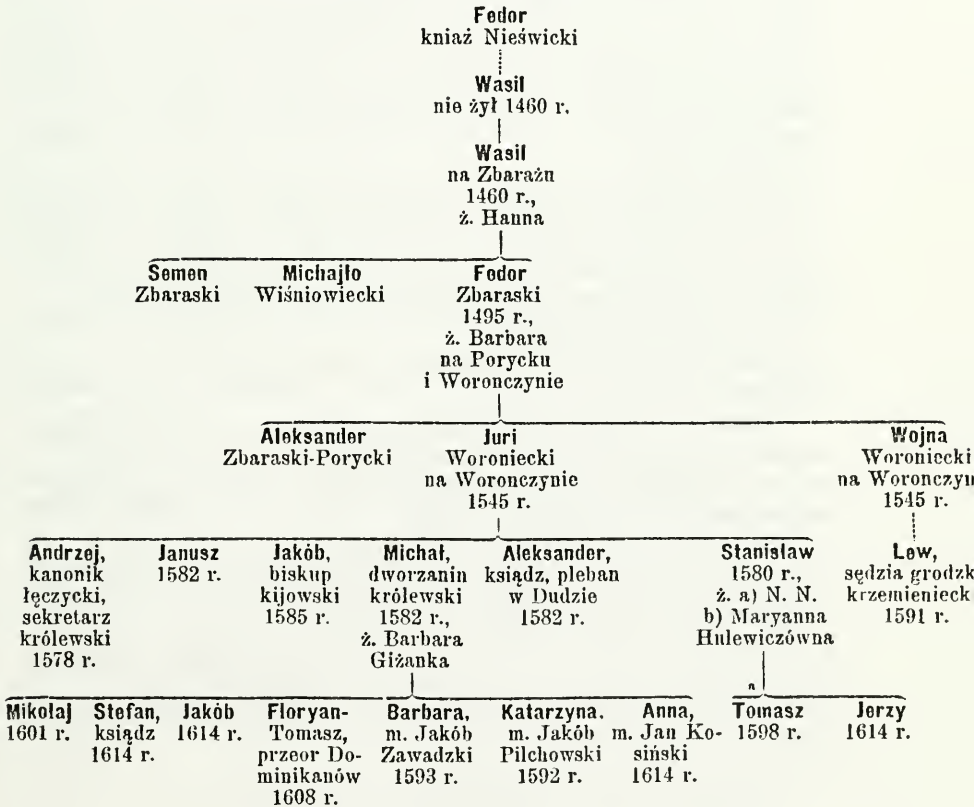 Fedor
kniaż Nieświcki
Wasil
nie żył 1460 r.
Wasil
na Zbarażu
1460 r.,
ż. Hanna
Semen
Zbaraski
Michajło
Wiśniowiecki
Fedor
Zbaraski
1495 r.,
ż. Barbara
na Porycku
i Woronczynie
Aleksander
Zbaraski-Porycki
Juri
Woroniecki
na Woronczynie
1545 r.
Wojna
Woroniecki
na Woronczyn
1545 r.
Andrzej,
kanonik
łęczycki,
sekretarz
królewski
1578 r.
Janusz
1582 r.
Jakób,
biskup
kijowski
1585 r.
Michał,
dworzanin
królewski
1582 r.,
ż. Barbara
Giżanka
Aleksander,
ksiądz, pleban
w Dudzie
1582 r.
Stanisław
1580 r.,
ż. a) N. N.
b) Maryanna
Hulewiczówna
Lew,
sędzia grodzk
krzemienieck
1591 r.
Mikołaj
1601 r.
Stefan,
ksiądz
1614 r.
Jakób
1614 r.
Floryan-
Tomasz,
przeor Do-
minikanów
1608 r.
Barbara,
m. Jakób
Zawadzki
1593 r.
Katarzyna.
m. Jakób
Pilchowski
1592 r.
Anna,
m. Jan Ko-
siński
1614 r.
Tomasz
1598 r.
Jerzy
1614 r.